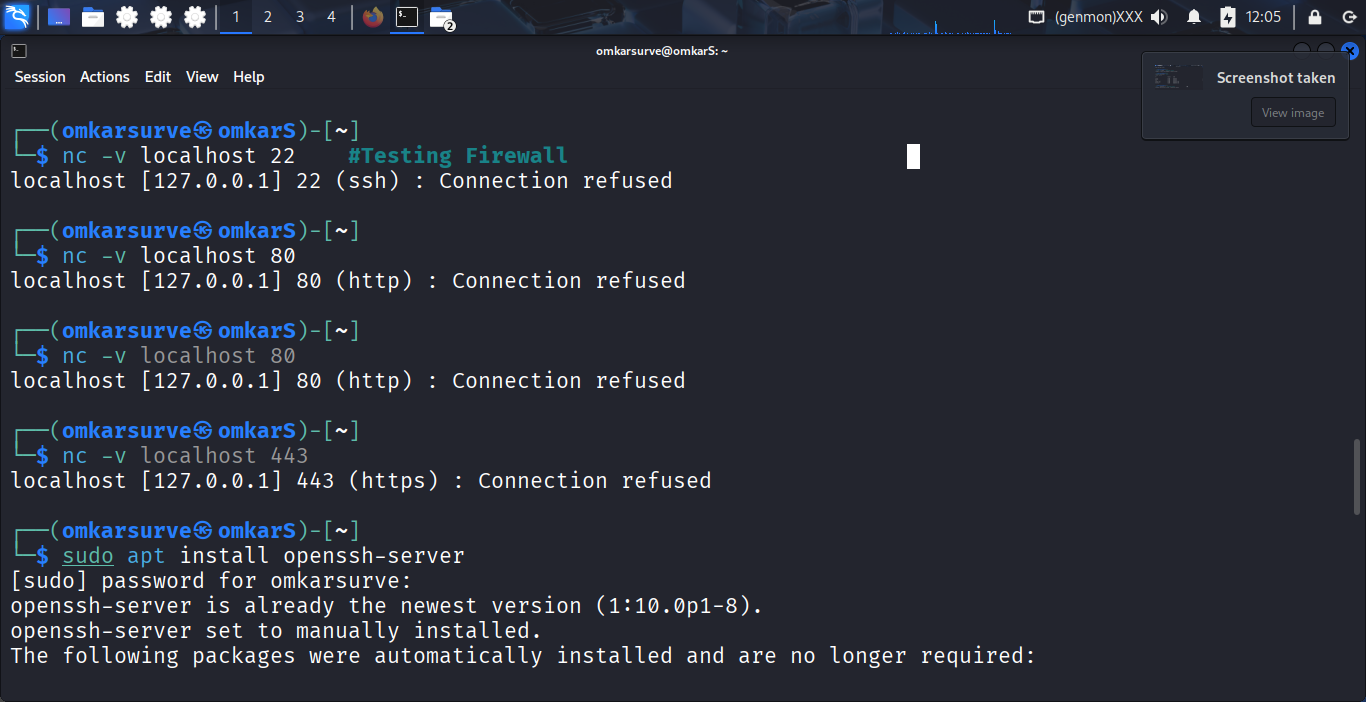 1 2 3 4 2 (genmon)XXX 12:05
omkarsurve@omkarS: ~
Session Actions Edit View Help
Screenshot taken
View image
┌──(omkarsurve㉿omkarS)-[~]
└─$ nc -v localhost 22    #Testing Firewall
localhost [127.0.0.1] 22 (ssh) : Connection refused
┌──(omkarsurve㉿omkarS)-[~]
└─$ nc -v localhost 80
localhost [127.0.0.1] 80 (http) : Connection refused
┌──(omkarsurve㉿omkarS)-[~]
└─$ nc -v localhost 80
localhost [127.0.0.1] 80 (http) : Connection refused
┌──(omkarsurve㉿omkarS)-[~]
└─$ nc -v localhost 443
localhost [127.0.0.1] 443 (https) : Connection refused
┌──(omkarsurve㉿omkarS)-[~]
└─$ sudo apt install openssh-server
[sudo] password for omkarsurve:
openssh-server is already the newest version (1:10.0p1-8).
openssh-server set to manually installed.
The following packages were automatically installed and are no longer required: